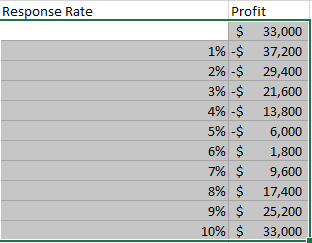 Response Rate Profit
$ 33,000
1% -$ 37,200
2% -$ 29,400
3% -$ 21,600
4% -$ 13,800
5% -$ 6,000
6% $ 1,800
7% $ 9,600
8% $ 17,400
9% $ 25,200
10% $ 33,000